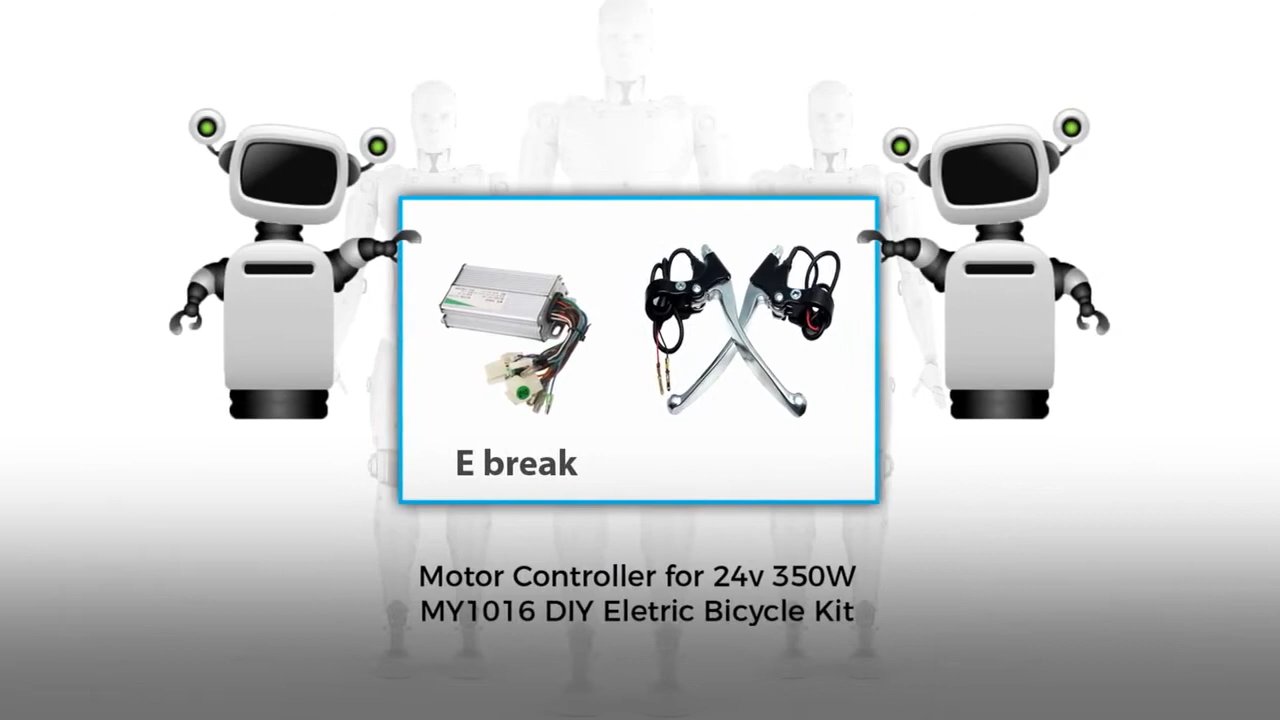 E break
Motor Controller for 24v 350W
MY1016 DIY Eletric Bicycle Kit